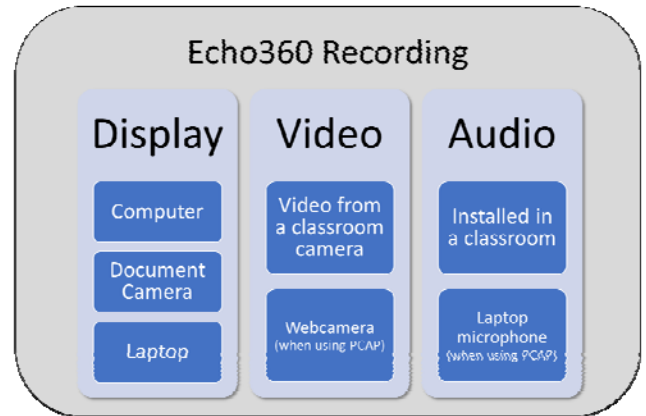 Echo360 Recording
Display
Computer
Document
Camera
Laptop
Video
Video from
a classroom
camera
Webcamera
(when using PCAP)
Audio
Installed in
a classroom
Laptop
microphone
(when using PCAP)